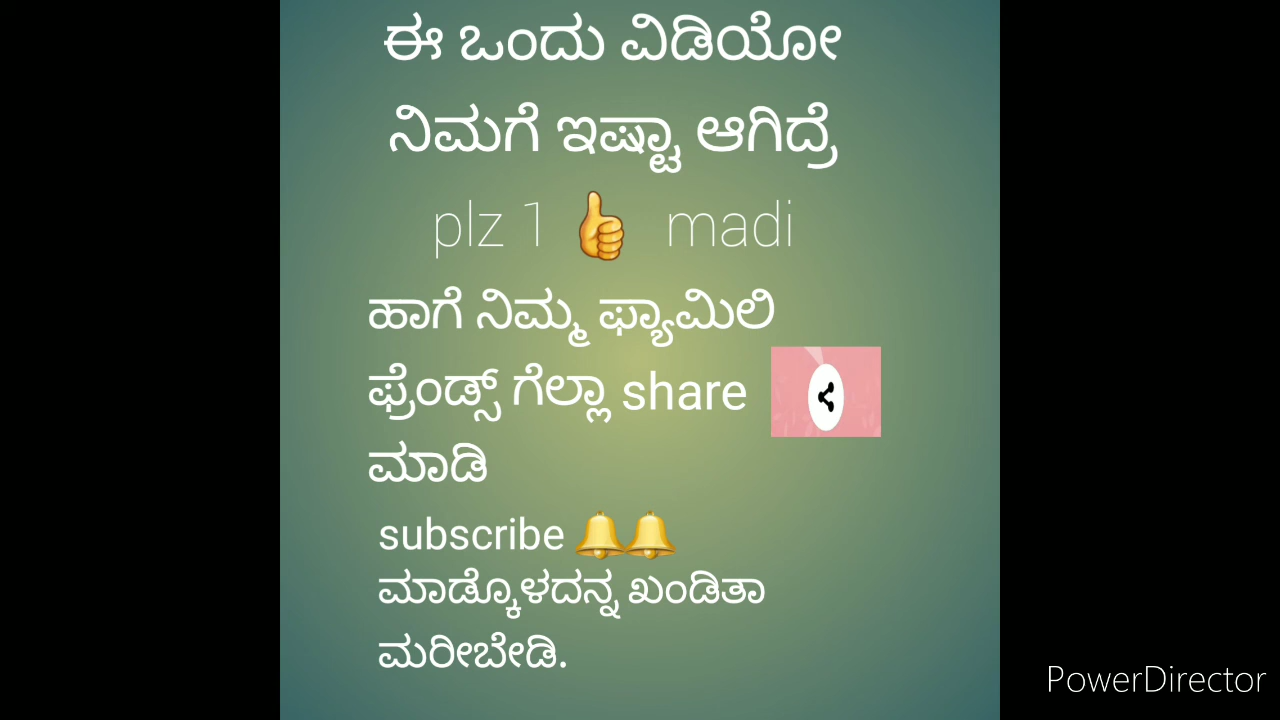 ಈ ಒಂದು ವಿಡಿಯೋ
ನಿಮಗೆ ಇಷ್ಟಾ ಆಗಿದ್ರೆ
plz 1 👍 madi
ಹಾಗೆ ನಿಮ್ಮ ಫ್ಯಾಮಿಲಿ
ಫ್ರೆಂಡ್ಸ್ ಗೆಲ್ಲಾ share
ಮಾಡಿ
subscribe 🔔🔔
ಮಾಡ್ಕೊಳದನ್ನ ಖಂಡಿತಾ
ಮರೀಬೇಡಿ.
PowerDirector